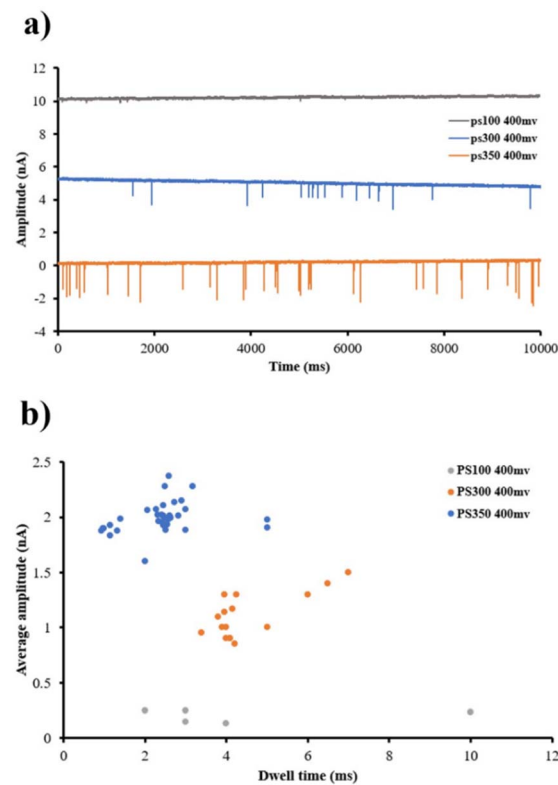 a)
12
10
8
6
4
2
0
-2
-4
Amplitude (nA)
ps100 400mv
ps300 400mv
ps350 400mv
0 2000 4000 6000 8000 10000
Time (ms)
b)
2.5
2
1.5
1
0.5
0
Average amplitude (nA)
PS100 400mv
PS300 400mv
PS350 400mv
0 2 4 6 8 10 12
Dwell time (ms)